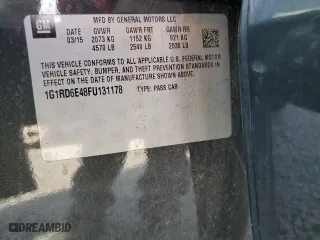 GM
MFD BY GENERAL MOTORS LLC
DATE GVWR GAWR FRT GAWR RR
03/15 2073 KG 1152 KG 921 KG
4570 LB 2540 LB 2030 LB
THIS VEHICLE CONFORMS TO ALL APPLICABLE U.S. FEDERAL MOTOR
VEHICLE SAFETY, BUMPER, AND THEFT PREVENTION STANDARDS
IN EFFECT ON THE DATE OF MANUFACTURE SHOWN ABOVE.
1G1RD6E48FU131178 TYPE: PASS CAR
DREAMBID